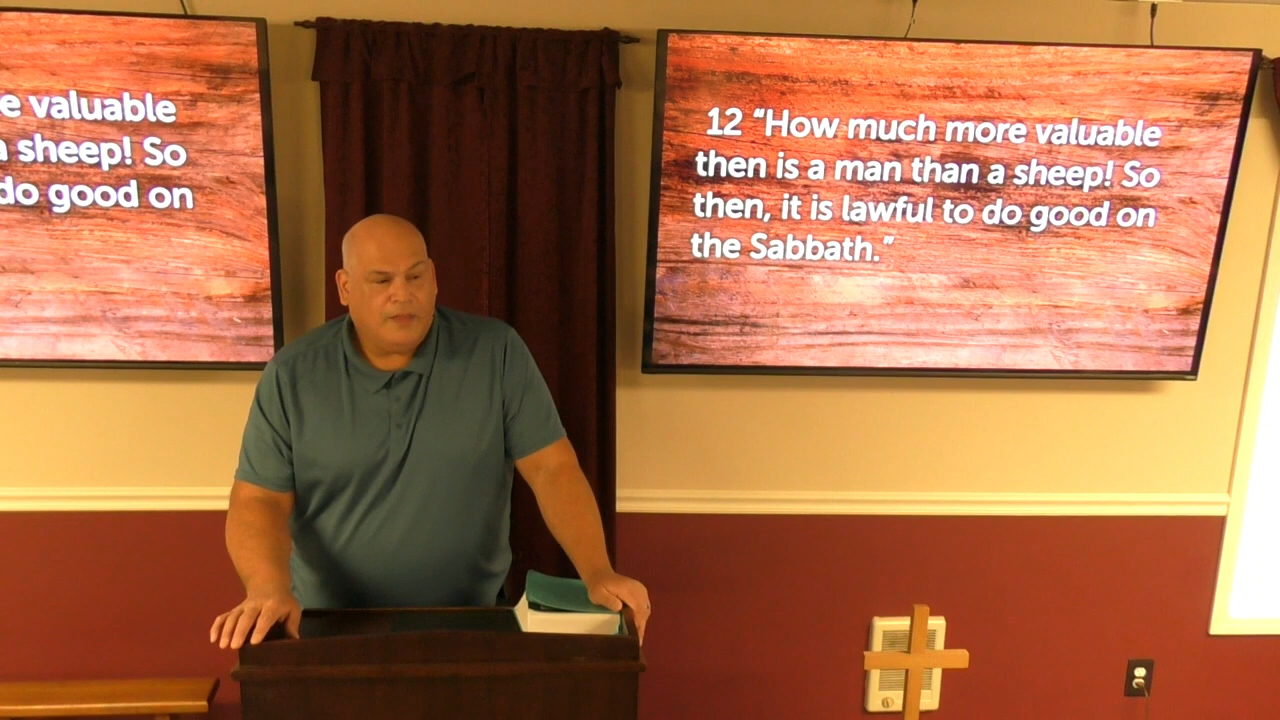 e valuable
a sheep! So
do good on
12 “How much more valuable
then is a man than a sheep! So
then, it is lawful to do good on
the Sabbath.”